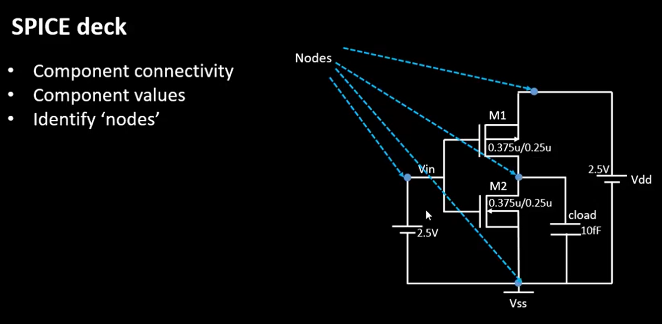 SPICE deck
• Component connectivity
• Component values
• Identify ‘nodes’
Nodes
M1
0.375u/0.25u
Vin
2.5V
Vdd
M2
0.375u/0.25u
cload
10fF
2.5V
Vss